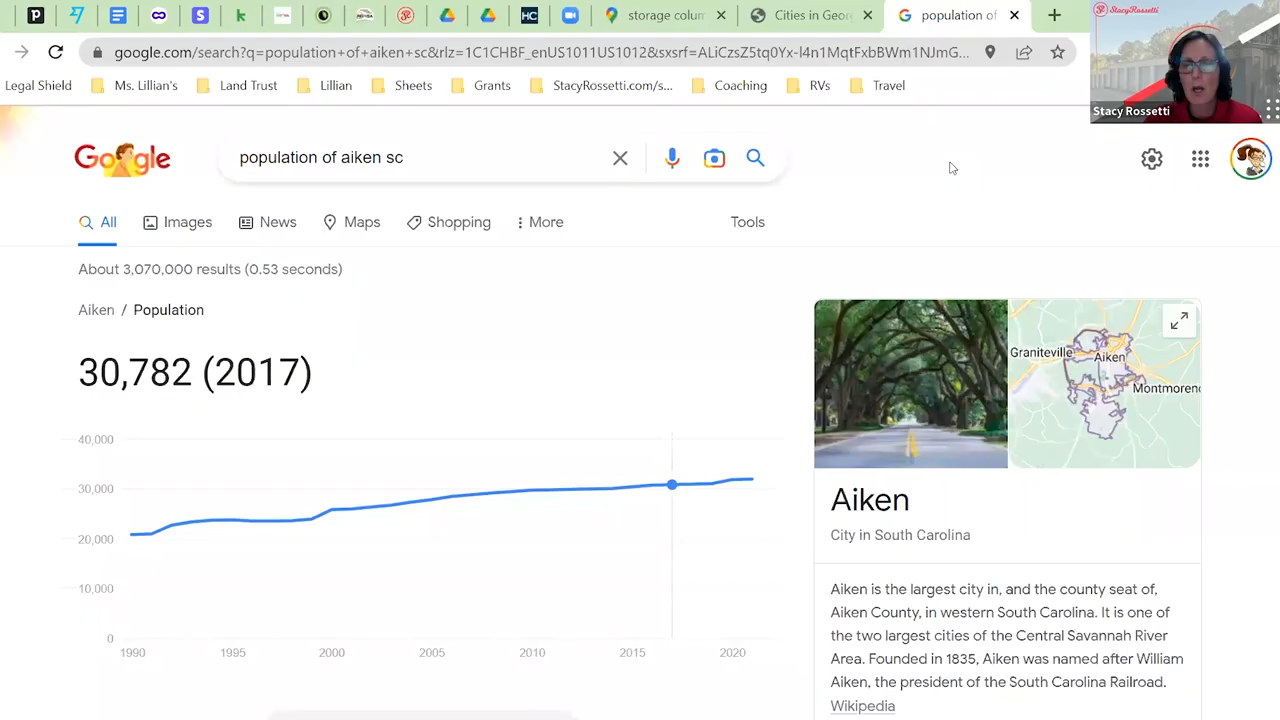 storage colum
Cities in Geor
population of
google.com/search?q=population+of+aiken+sc&rlz=1C1CHBF_enUS1011US1012&sxsrf=ALiCzsZ5tq0Yx-l4n1MqtFxbBWm1NJmG...
StacyRossetti
Stacy Rossetti
Legal Shield
Ms. Lillian's
Land Trust
Lillian
Sheets
Grants
StacyRossetti.com/s...
Coaching
RVs
Travel
Google
population of aiken sc
All
Images
News
Maps
Shopping
More
Tools
About 3,070,000 results (0.53 seconds)
Aiken / Population
30,782 (2017)
40,000
30,000
20,000
10,000
0
1990
1995
2000
2005
2010
2015
2020
Graniteville
Aiken
Montmorenc
Aiken
City in South Carolina
Aiken is the largest city in, and the county seat of,
Aiken County, in western South Carolina. It is one of
the two largest cities of the Central Savannah River
Area. Founded in 1835, Aiken was named after William
Aiken, the president of the South Carolina Railroad.
Wikipedia